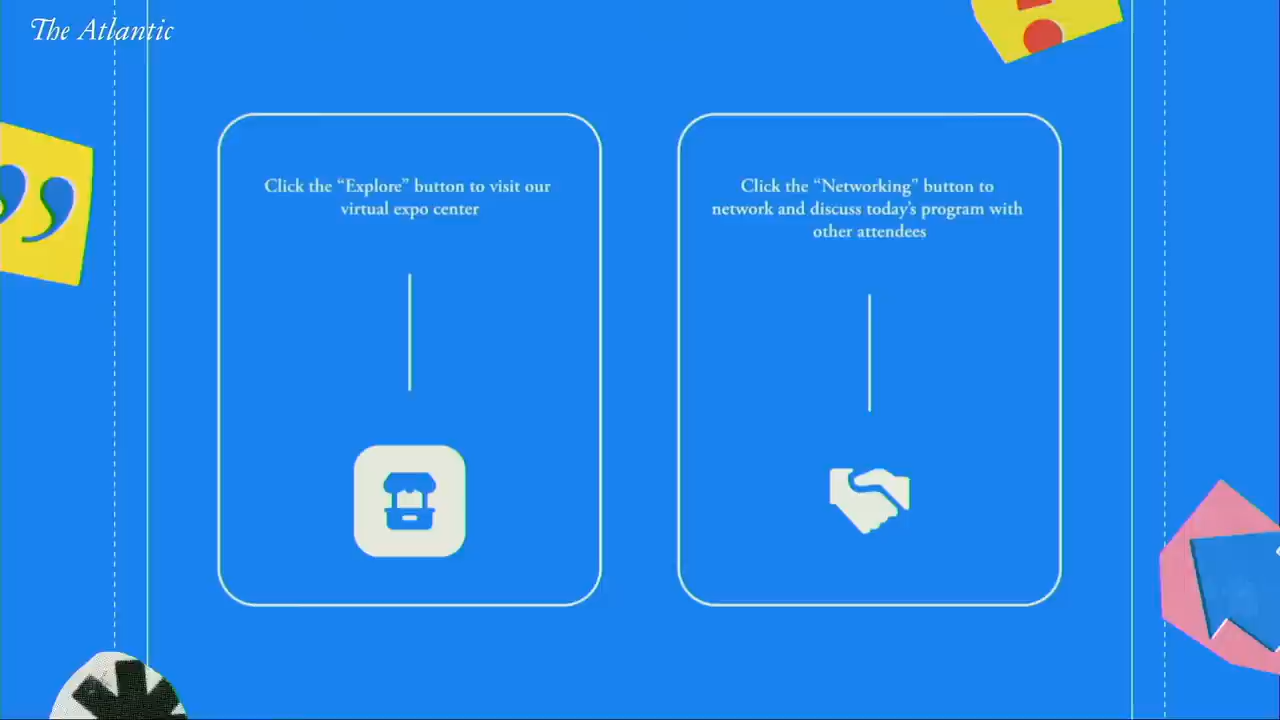 The Atlantic
Click the “Explore” button to visit our
virtual expo center
Click the “Networking” button to
network and discuss today’s program with
other attendees